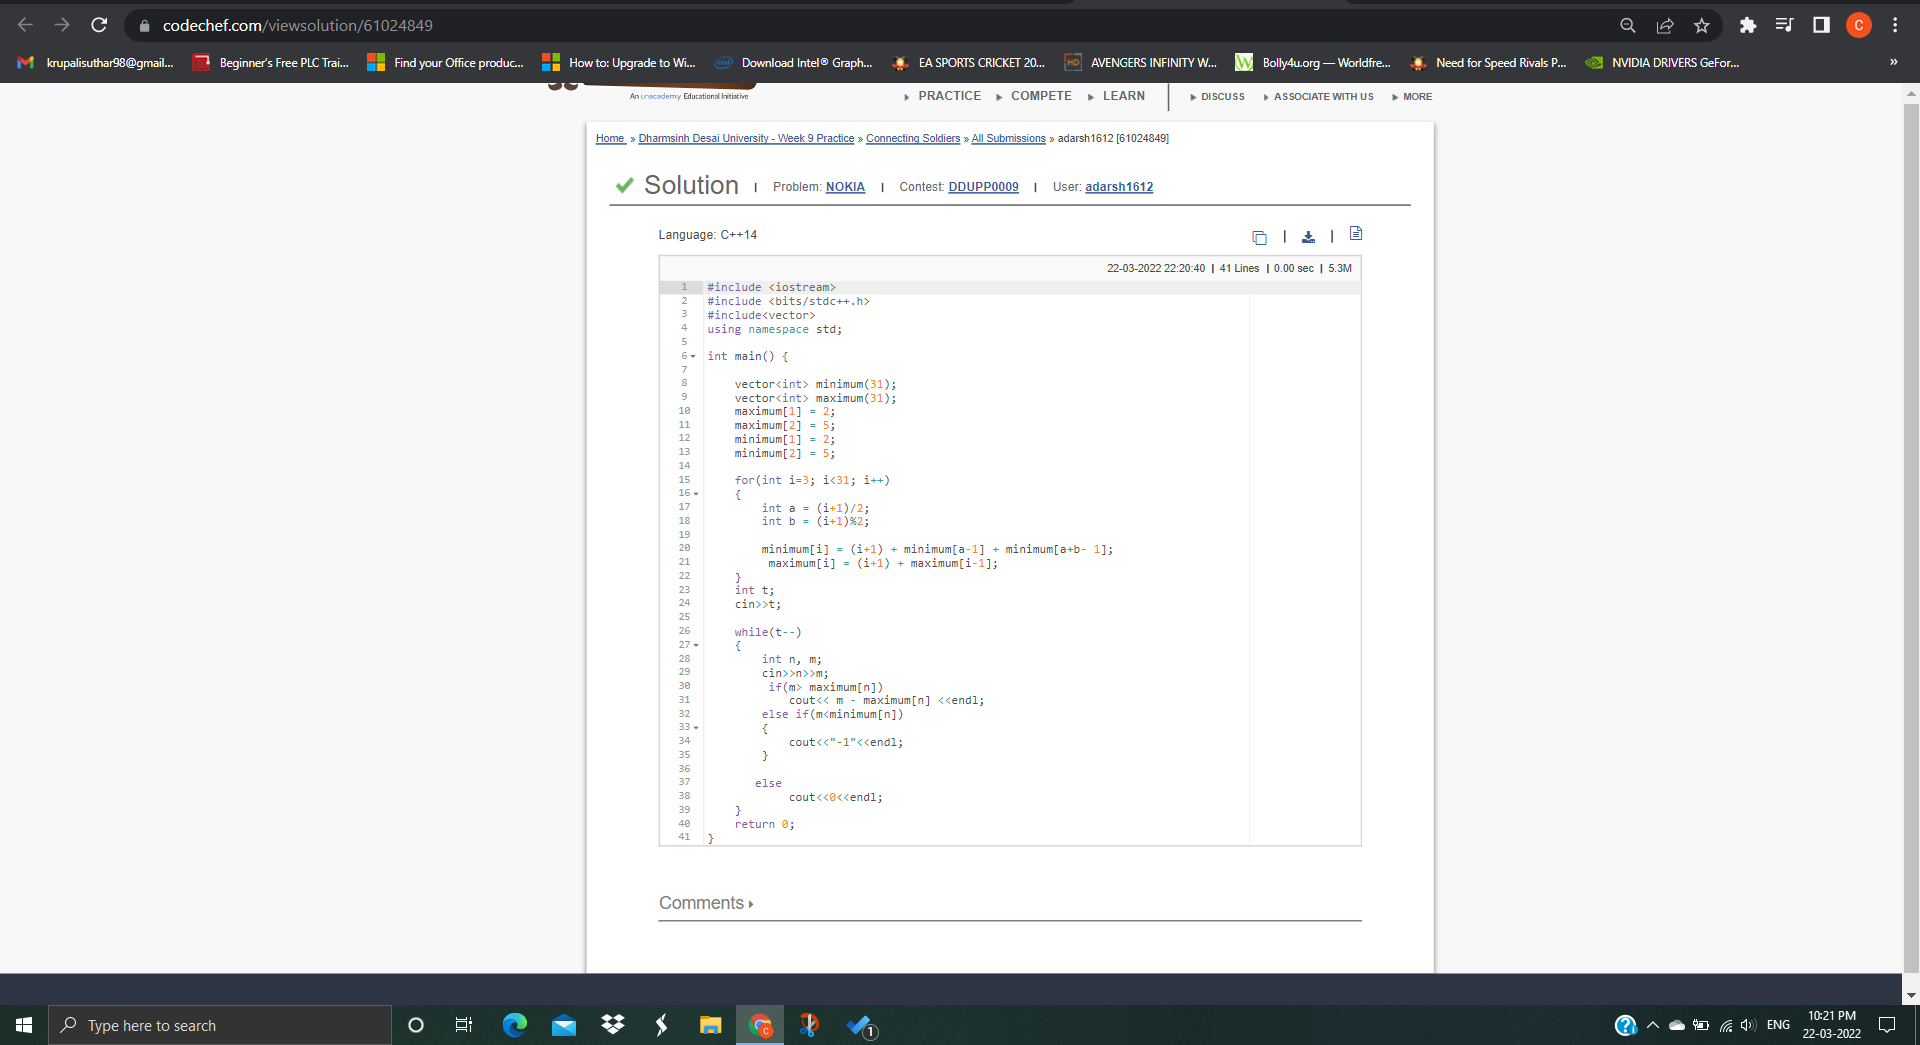 codechef.com/viewsolution/61024849
C
krupalisuthar98@gmail...
Beginner's Free PLC Trai...
Find your Office produc...
How to: Upgrade to Wi...
Download Intel® Graph...
EA SPORTS CRICKET 20...
AVENGERS INFINITY W...
Bolly4u.org — Worldfre...
Need for Speed Rivals P...
NVIDIA DRIVERS GeFor...
»
An unacademy Educational Initiative
PRACTICE COMPETE LEARN DISCUSS ASSOCIATE WITH US MORE
Home » Dharmsinh Desai University - Week 9 Practice » Connecting Soldiers » All Submissions » adarsh1612 [61024849]
Solution | Problem: NOKIA | Contest: DDUPP0009 | User: adarsh1612
Language: C++14
22-03-2022 22:20:40 | 41 Lines | 0.00 sec | 5.3M
1 #include <iostream>
2 #include <bits/stdc++.h>
3 #include<vector>
4 using namespace std;
5
6 int main() {
7
8 vector<int> minimum(31);
9 vector<int> maximum(31);
10 maximum[1] = 2;
11 maximum[2] = 5;
12 minimum[1] = 2;
13 minimum[2] = 5;
14
15 for(int i=3; i<31; i++)
16 {
17 int a = (i+1)/2;
18 int b = (i+1)%2;
19
20 minimum[i] = (i+1) + minimum[a-1] + minimum[a+b- 1];
21 maximum[i] = (i+1) + maximum[i-1];
22 }
23 int t;
24 cin>>t;
25
26 while(t--)
27 {
28 int n, m;
29 cin>>n>>m;
30 if(m> maximum[n])
31 cout<< m - maximum[n] <<endl;
32 else if(m<minimum[n])
33 {
34 cout<<"-1"<<endl;
35 }
36
37 else
38 cout<<0<<endl;
39 }
40 return 0;
41 }
Comments
Type here to search
1
ENG
10:21 PM
22-03-2022